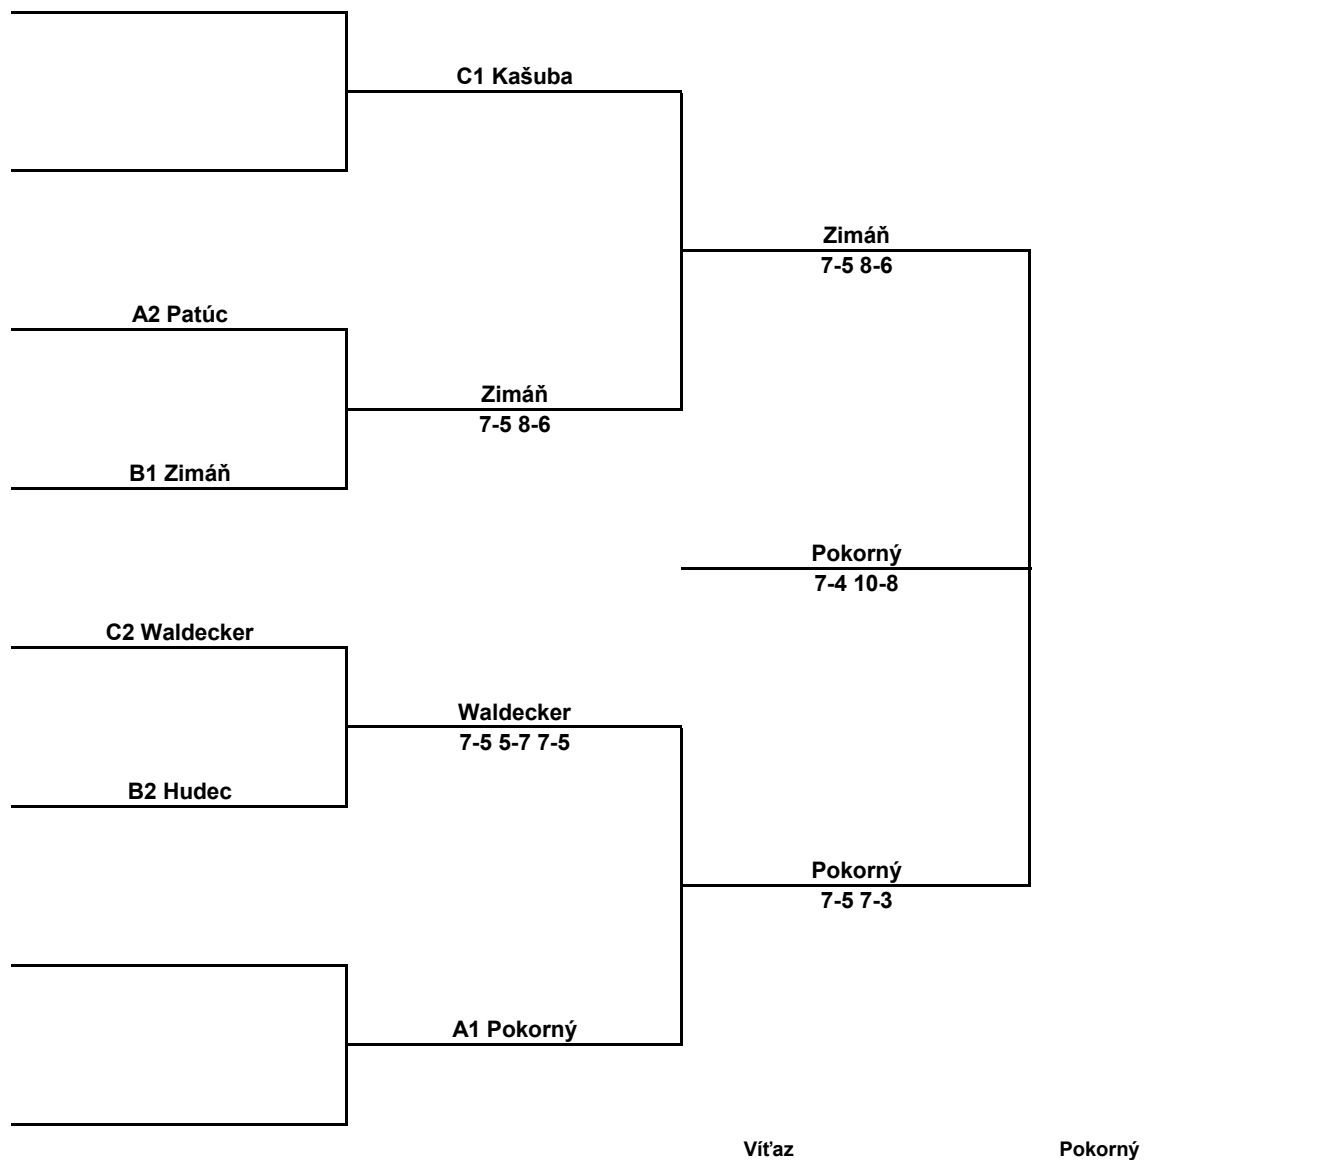 C1 Kašuba
Zimáň
7-5 8-6
A2 Patúc
Zimáň
7-5 8-6
B1 Zimáň
Pokorný
7-4 10-8
C2 Waldecker
Waldecker
7-5 5-7 7-5
B2 Hudec
Pokorný
7-5 7-3
A1 Pokorný
Víťaz Pokorný